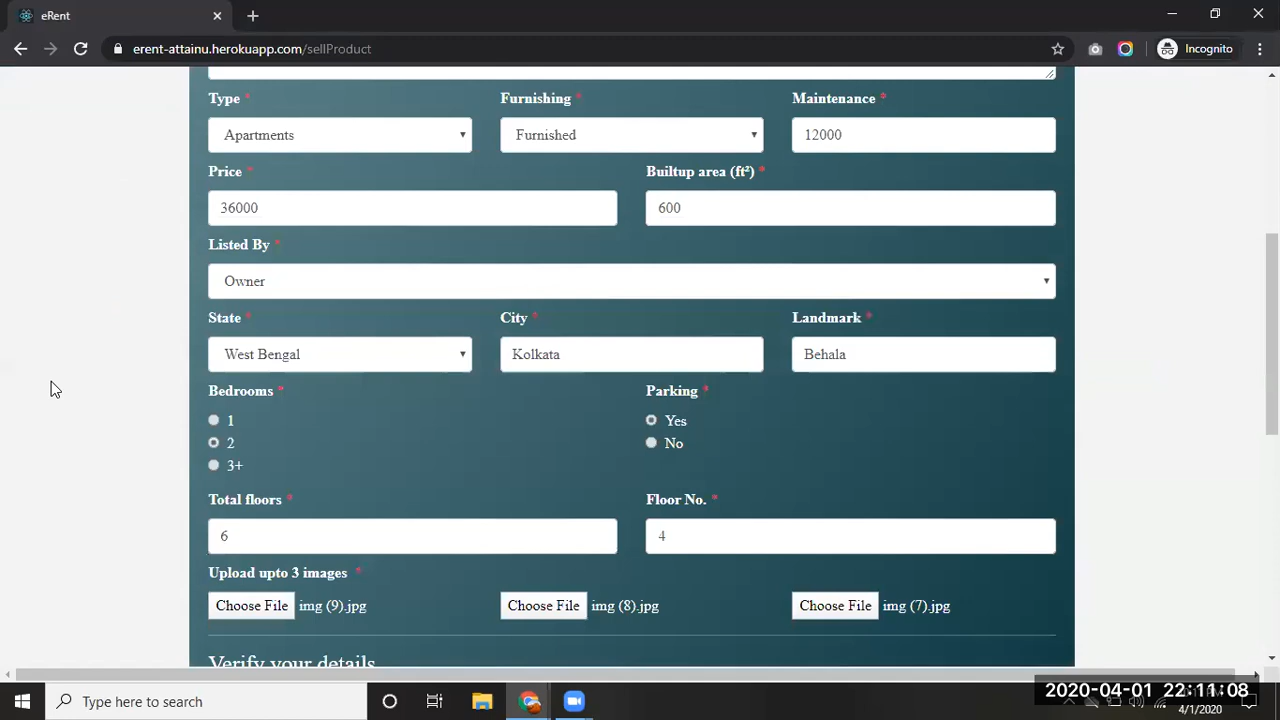 eRent
erent-attainu.herokuapp.com/sellProduct
Incognito
Type * Furnishing * Maintenance *
Apartments Furnished 12000
Price * Builtup area (ft²) *
36000 600
Listed By *
Owner
State * City * Landmark *
West Bengal Kolkata Behala
Bedrooms * Parking *
1 Yes
2 No
3+
Total floors * Floor No. *
6 4
Upload upto 3 images *
Choose File img (9).jpg Choose File img (8).jpg Choose File img (7).jpg
Verify your details
Type here to search
2020-04-01 22:11:08
4/1/2020